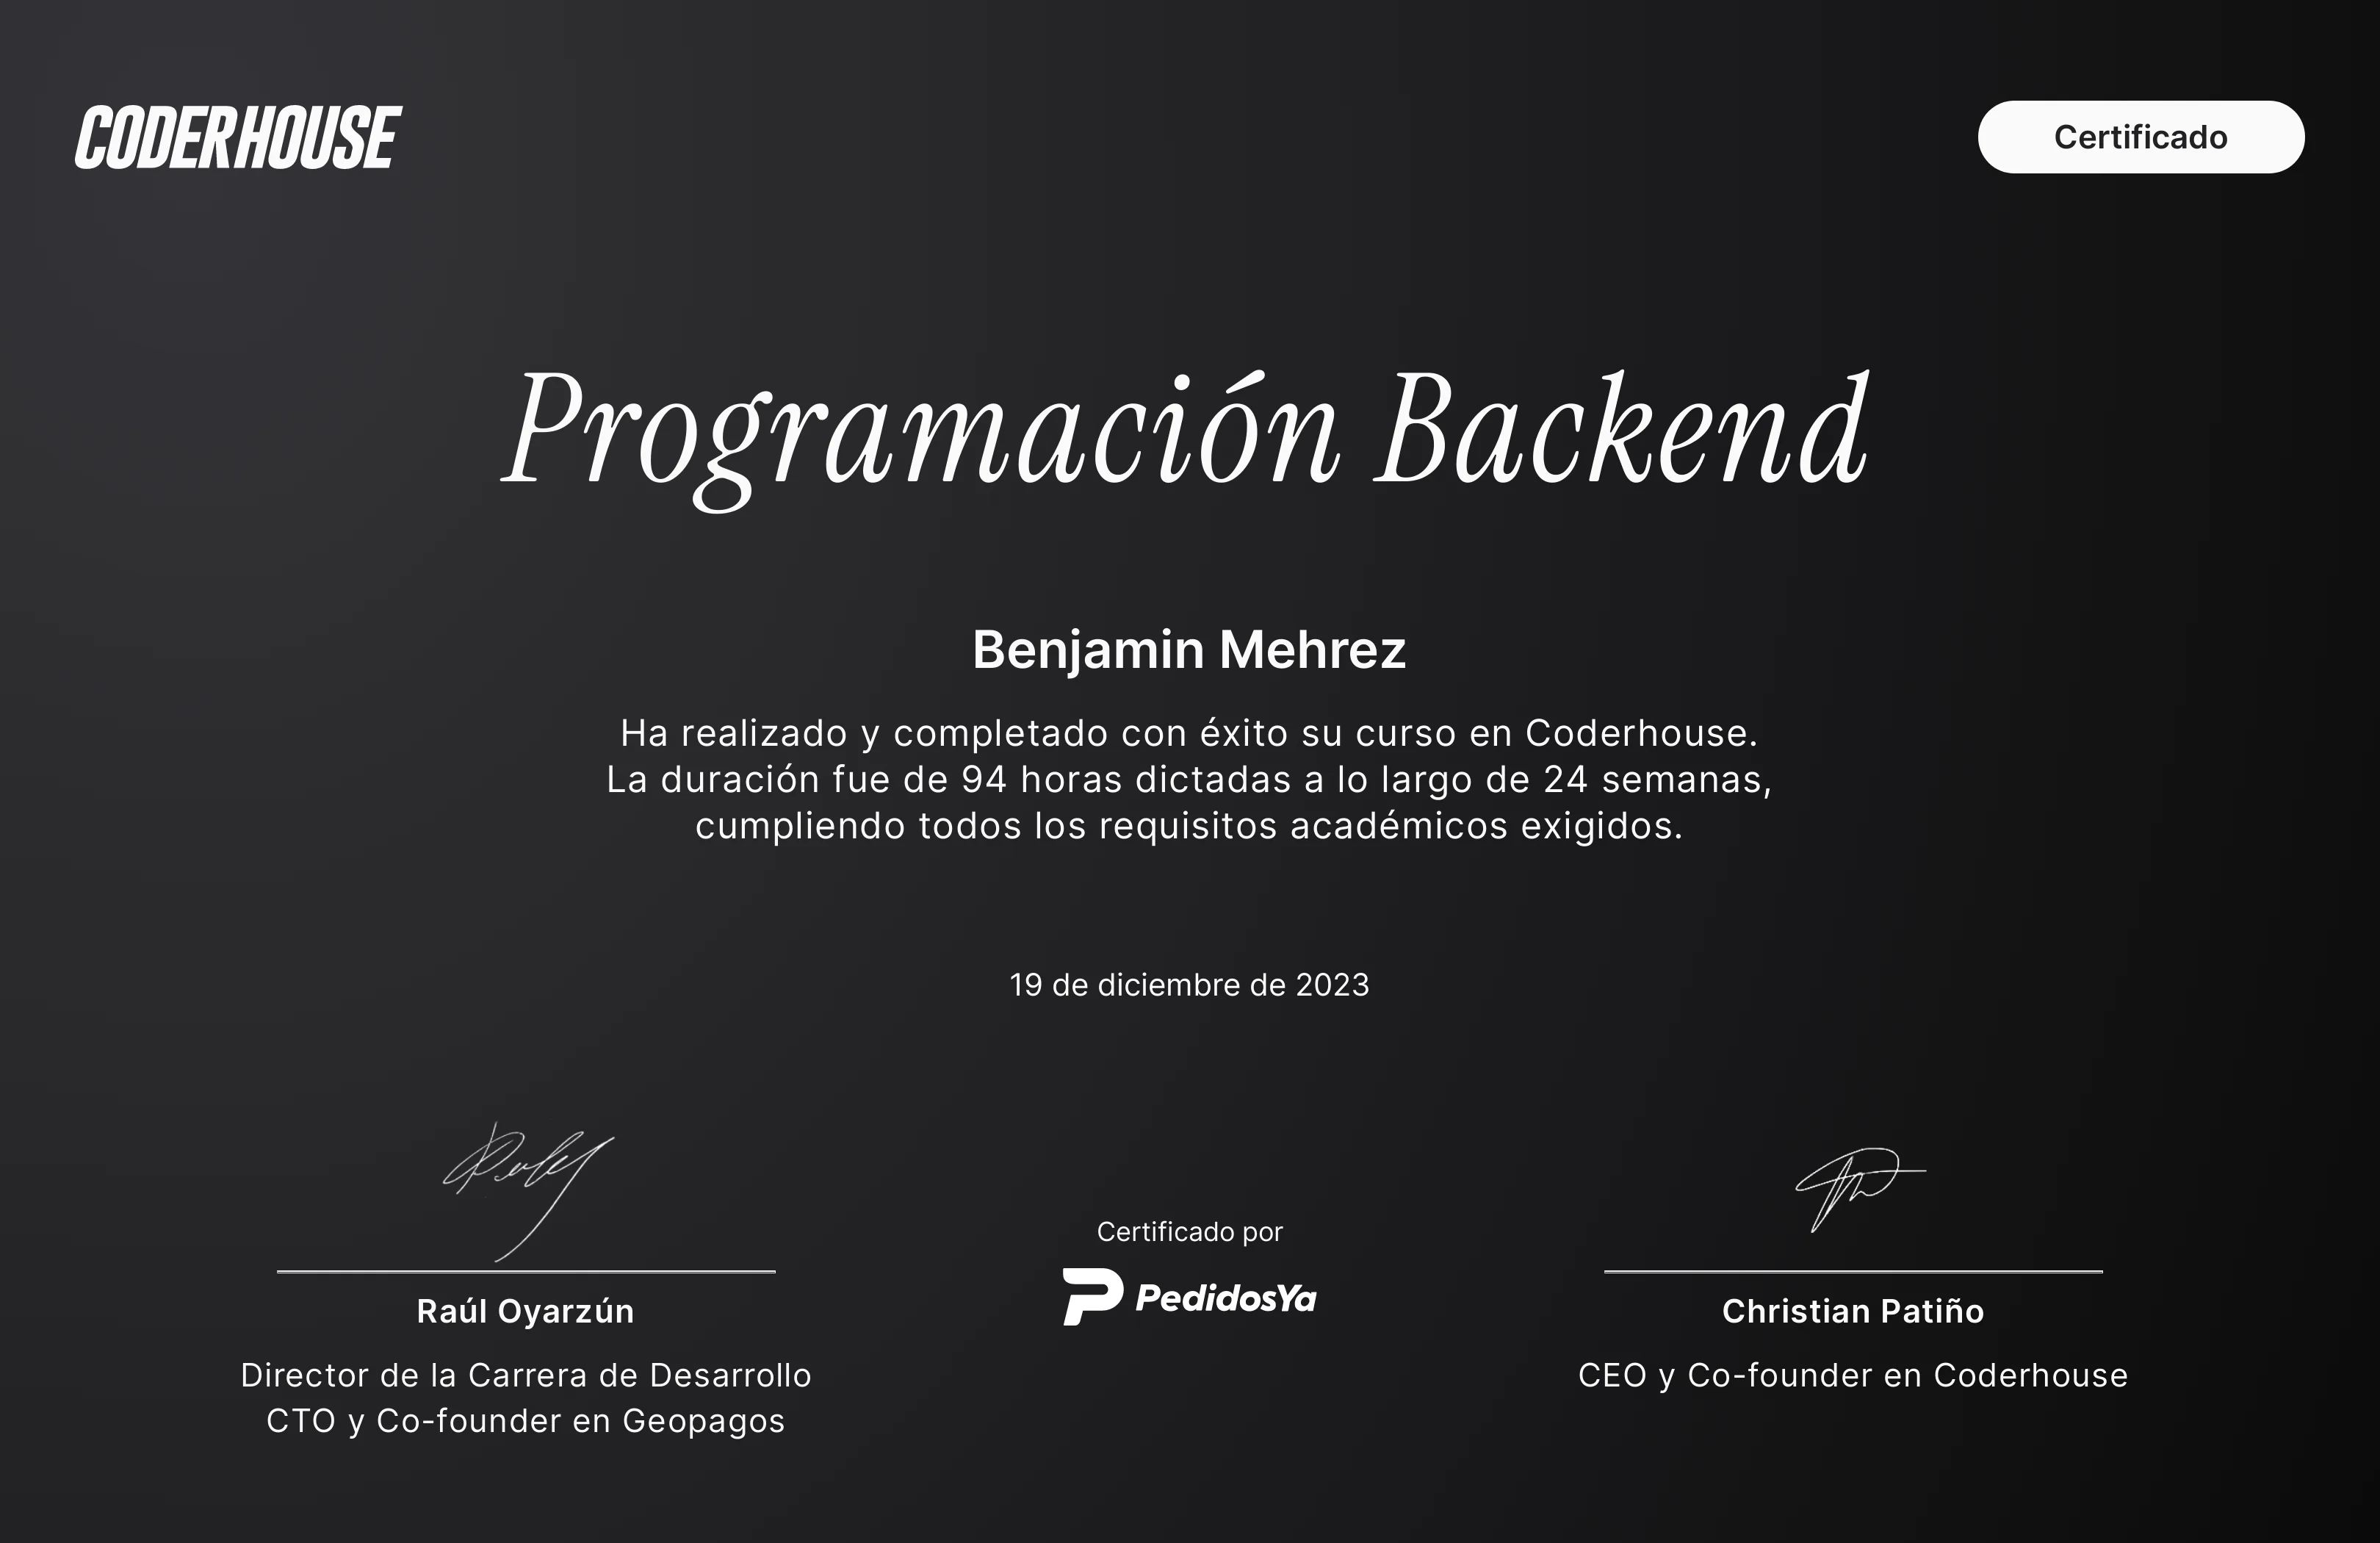 CODERHOUSE
Certificado
Programación Backend
Benjamin Mehrez
Ha realizado y completado con éxito su curso en Coderhouse.
La duración fue de 94 horas dictadas a lo largo de 24 semanas,
cumpliendo todos los requisitos académicos exigidos.
19 de diciembre de 2023
Certificado por
PedidosYa
Raúl Oyarzún
Director de la Carrera de Desarrollo
CTO y Co-founder en Geopagos
Christian Patiño
CEO y Co-founder en Coderhouse